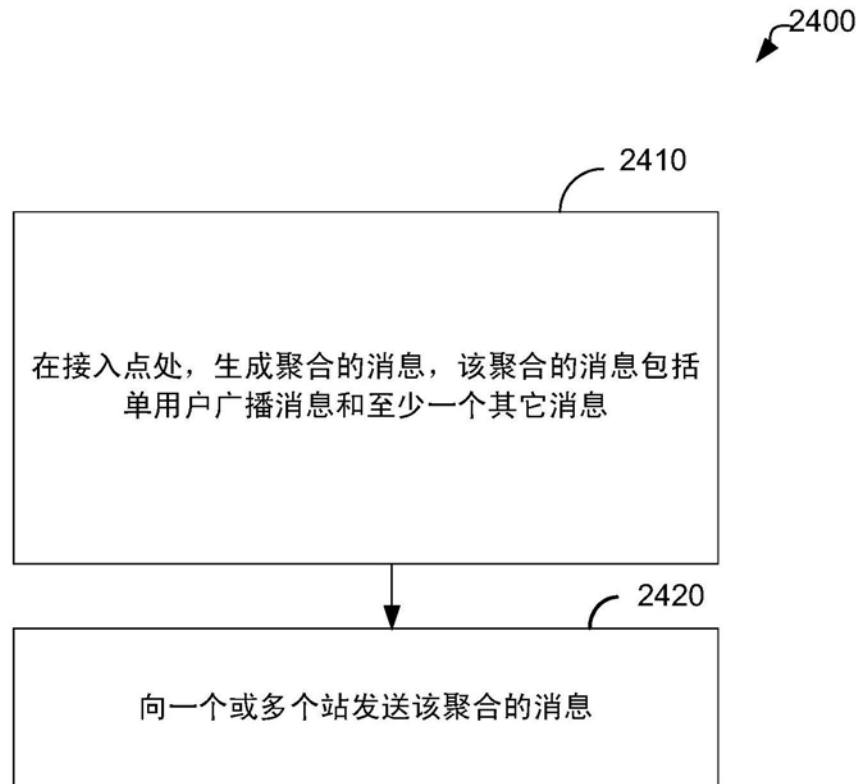 2400
2410
在接入点处，生成聚合的消息，该聚合的消息包括
单用户广播消息和至少一个其它消息
2420
向一个或多个站发送该聚合的消息